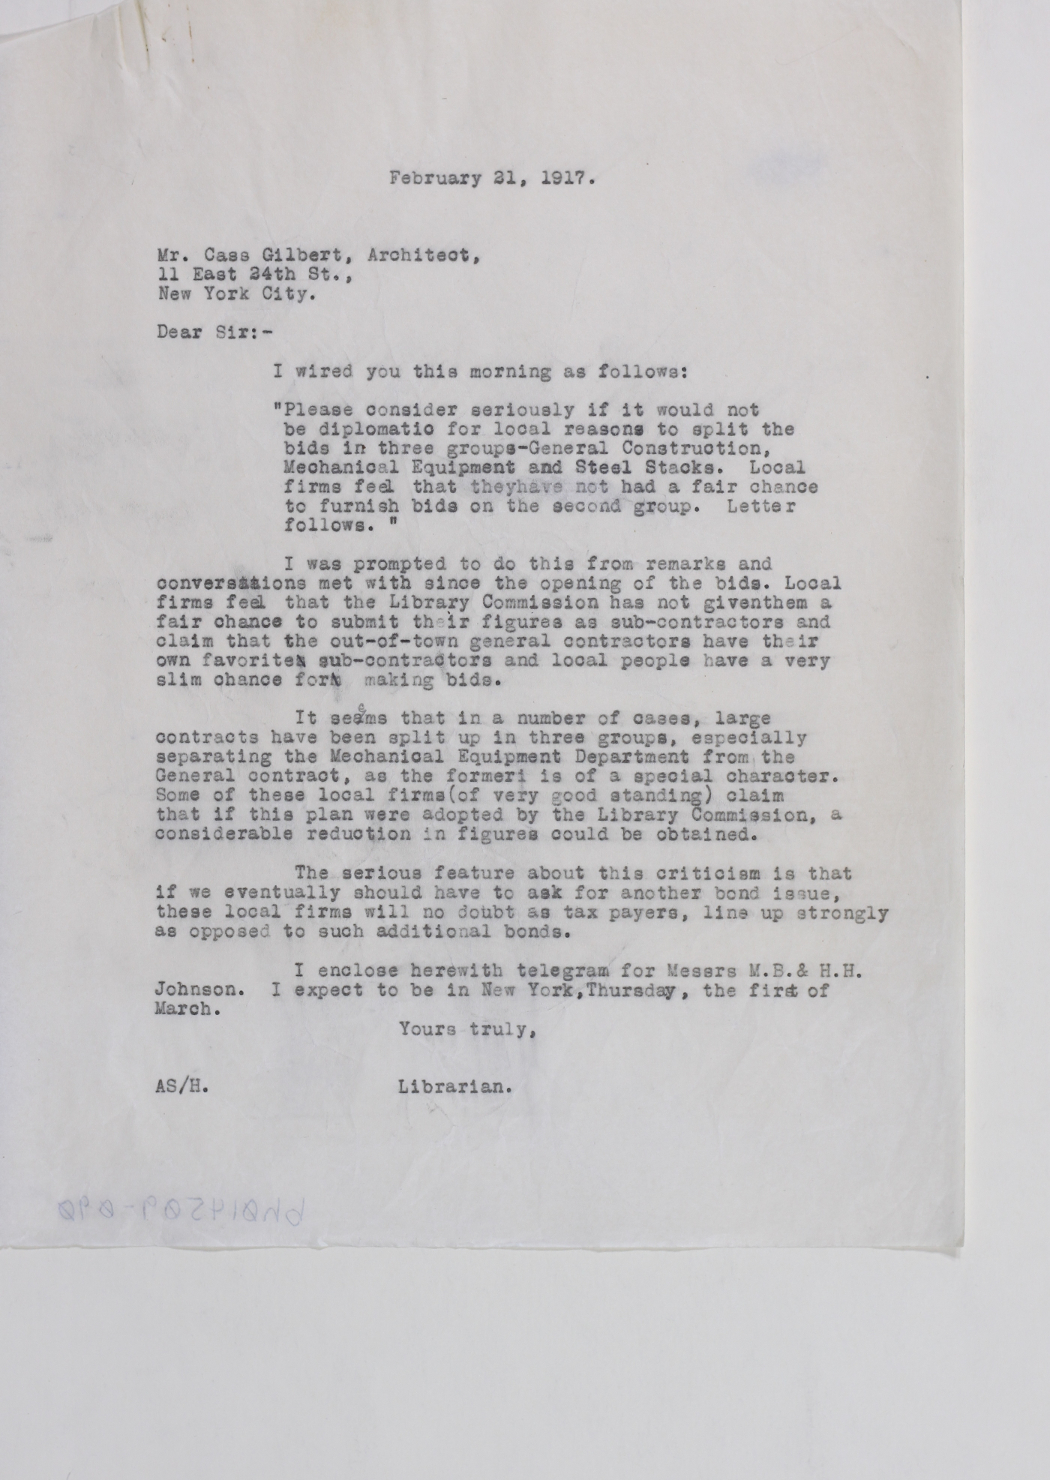 February 21, 1917.
Mr. Cass Gilbert, Architect,
11 East 24th St.,
New York City.
Dear Sir:-
I wired you this morning as follows:
"Please consider seriously if it would not
be diplomatic for local reasons to split the
bids in three groups-General Construction,
Mechanical Equipment and Steel Stacks. Local
firms feel that theyhave not had a fair chance
to furnish bids on the second group. Letter
follows. "
I was prompted to do this from remarks and
conversations met with since the opening of the bids. Local
firms feel that the Library Commission has not giventhem a
fair chance to submit their figures as sub-contractors and
claim that the out-of-town general contractors have their
own favorite sub-contractors and local people have a very
slim chance for making bids.
It seems that in a number of cases, large
contracts have been split up in three groups, especially
separating the Mechanical Equipment Department from the
General contract, as the former is of a special character.
Some of these local firms(of very good standing) claim
that if this plan were adopted by the Library Commission, a
considerable reduction in figures could be obtained.
The serious feature about this criticism is that
if we eventually should have to ask for another bond issue,
these local firms will no doubt as tax payers, line up strongly
as opposed to such additional bonds.
I enclose herewith telegram for Messrs M.B.& H.H.
Johnson. I expect to be in New York,Thursday, the first of
March.
Yours truly,
AS/H. Librarian.
bh014509-090